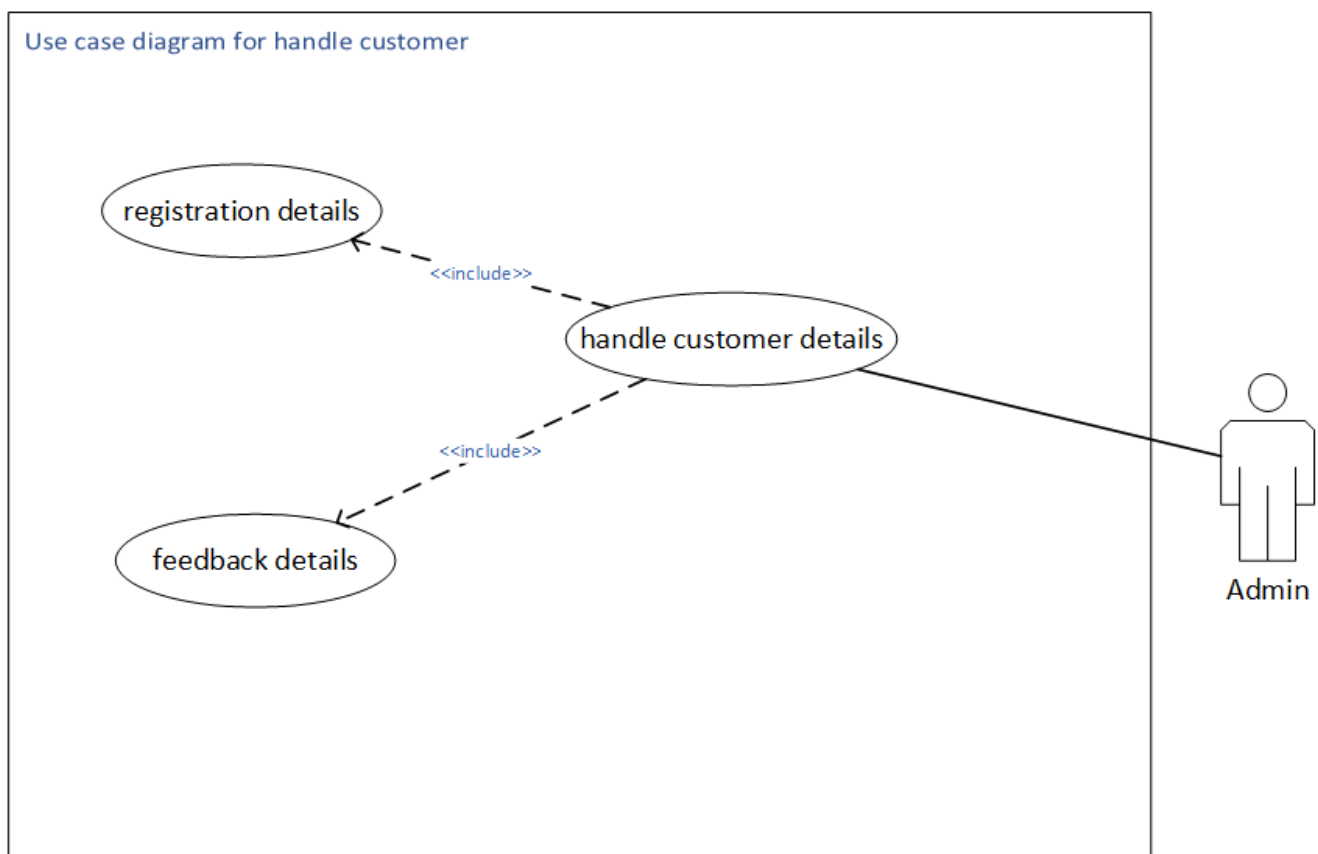 Use case diagram for handle customer
registration details
<<include>>
handle customer details
<<include>>
feedback details
Admin